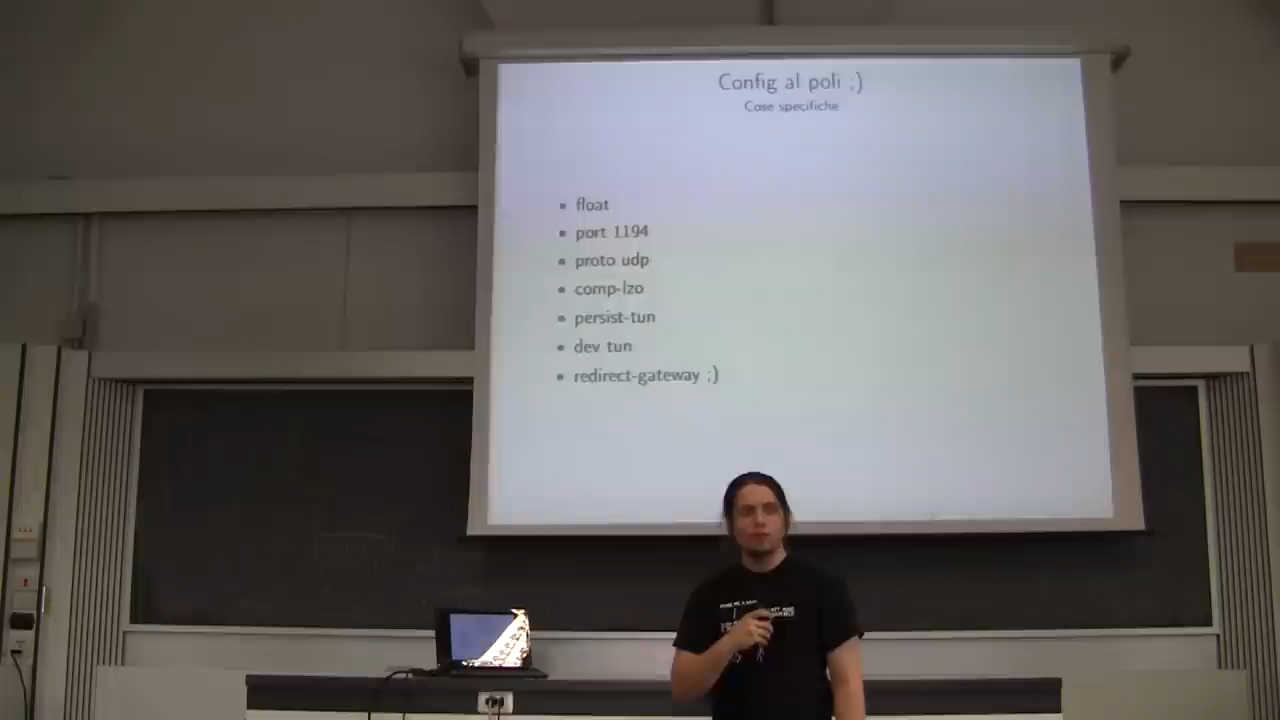 Config al poli ;)
Cose specifiche
float
port 1194
proto udp
comp-lzo
persist-tun
dev tun
redirect-gateway ;)